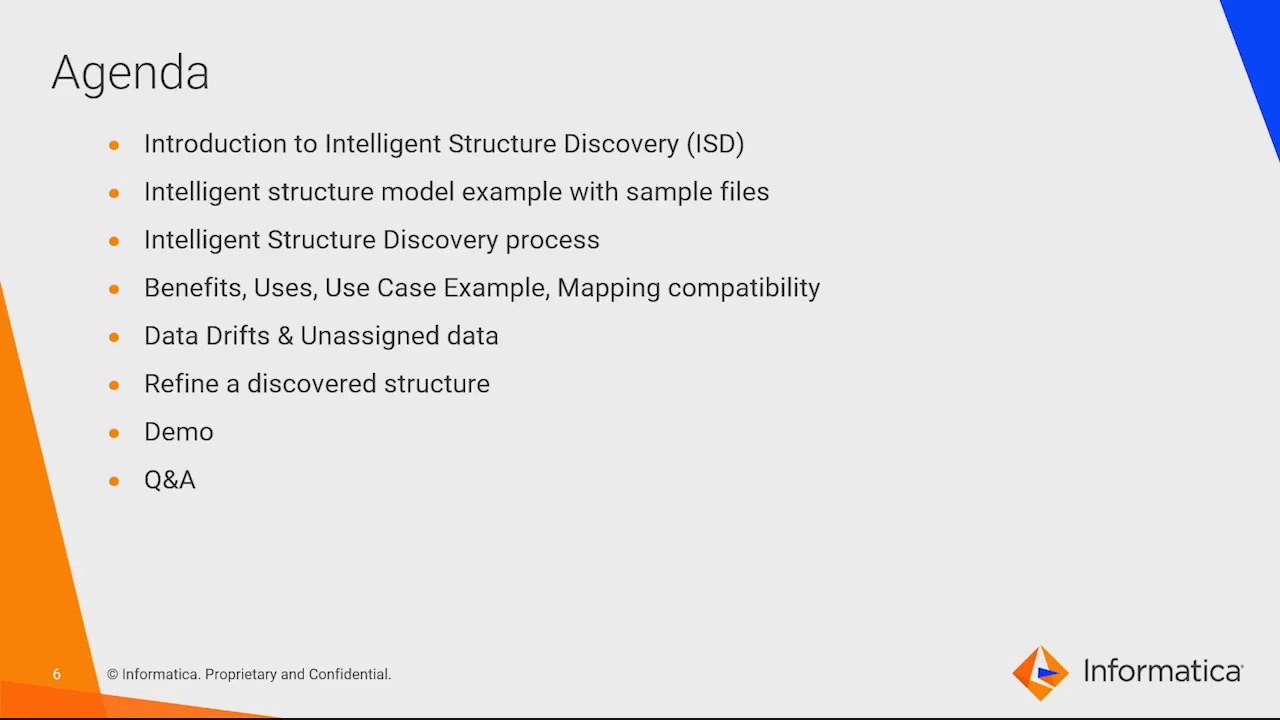 Agenda
• Introduction to Intelligent Structure Discovery (ISD)
• Intelligent structure model example with sample files
• Intelligent Structure Discovery process
• Benefits, Uses, Use Case Example, Mapping compatibility
• Data Drifts & Unassigned data
• Refine a discovered structure
• Demo
• Q&A
6 © Informatica. Proprietary and Confidential.
Informatica